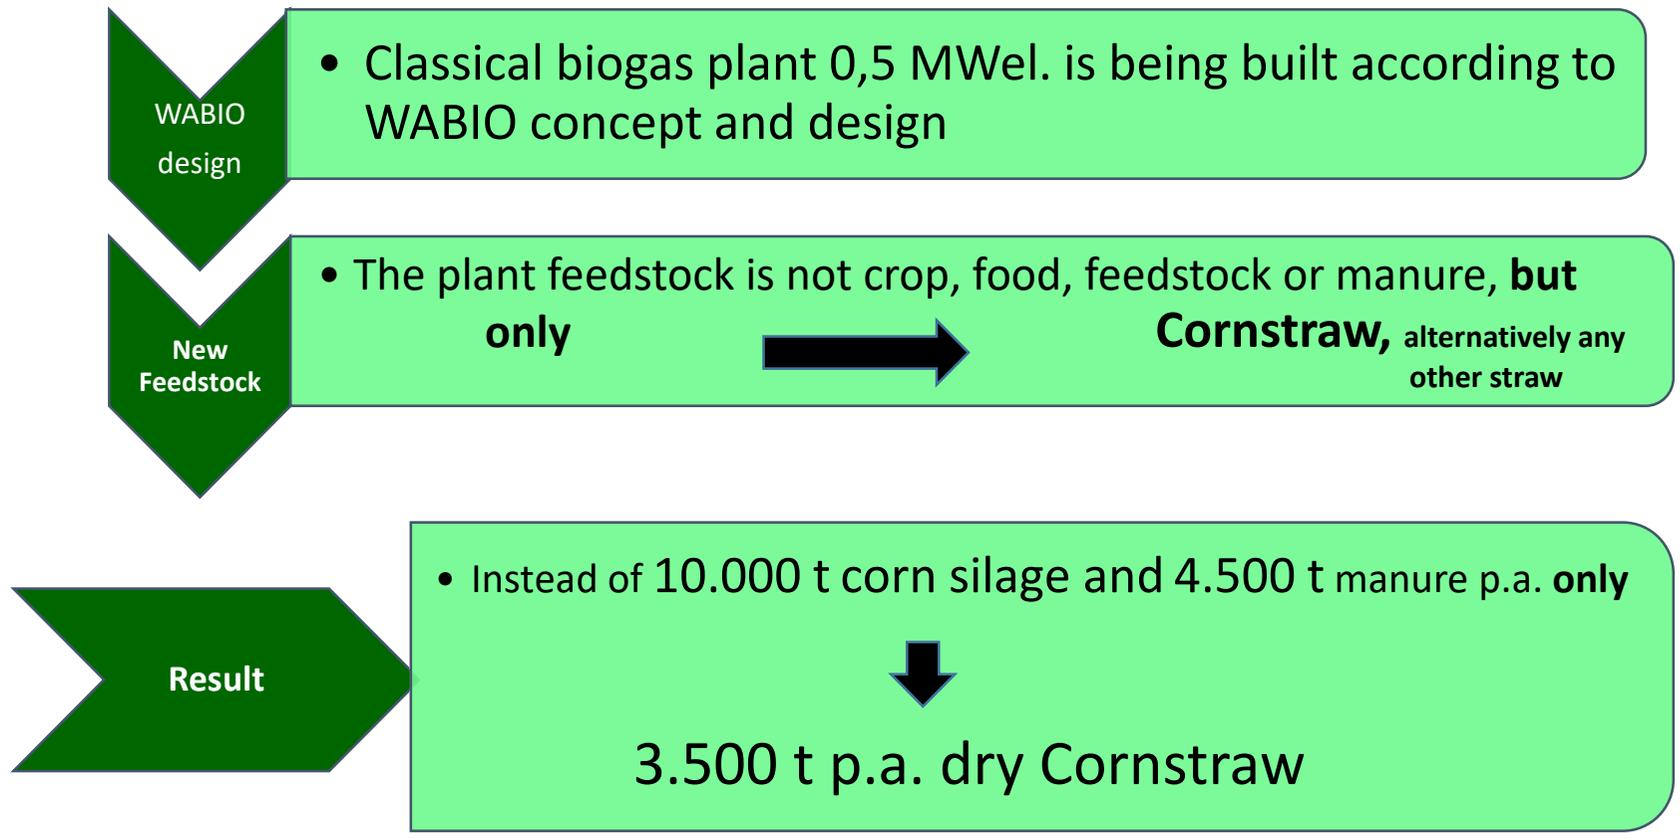 WABIO
design
• Classical biogas plant 0,5 MWel. is being built according to
WABIO concept and design
New
Feedstock
• The plant feedstock is not crop, food, feedstock or manure, but
only Cornstraw, alternatively any
other straw
Result
• Instead of 10.000 t corn silage and 4.500 t manure p.a. only
3.500 t p.a. dry Cornstraw